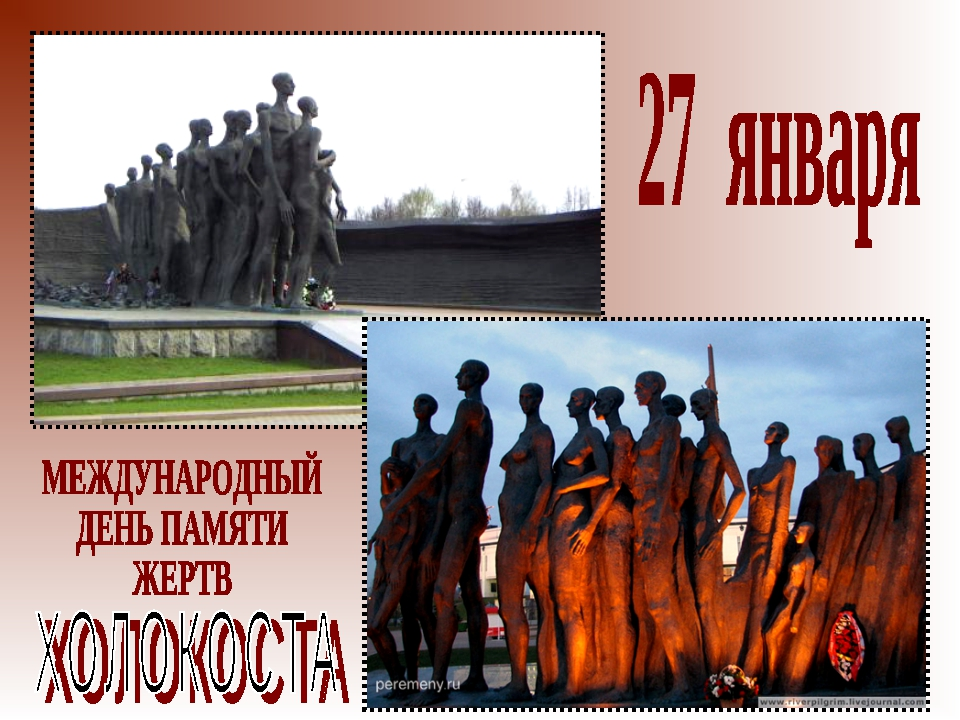 27 января
МЕЖДУНАРОДНЫЙ
ДЕНЬ ПАМЯТИ
ЖЕРТВ
ХОЛОКОСТА
peremeny.ru
www.riverpilgrim.livejournal.com